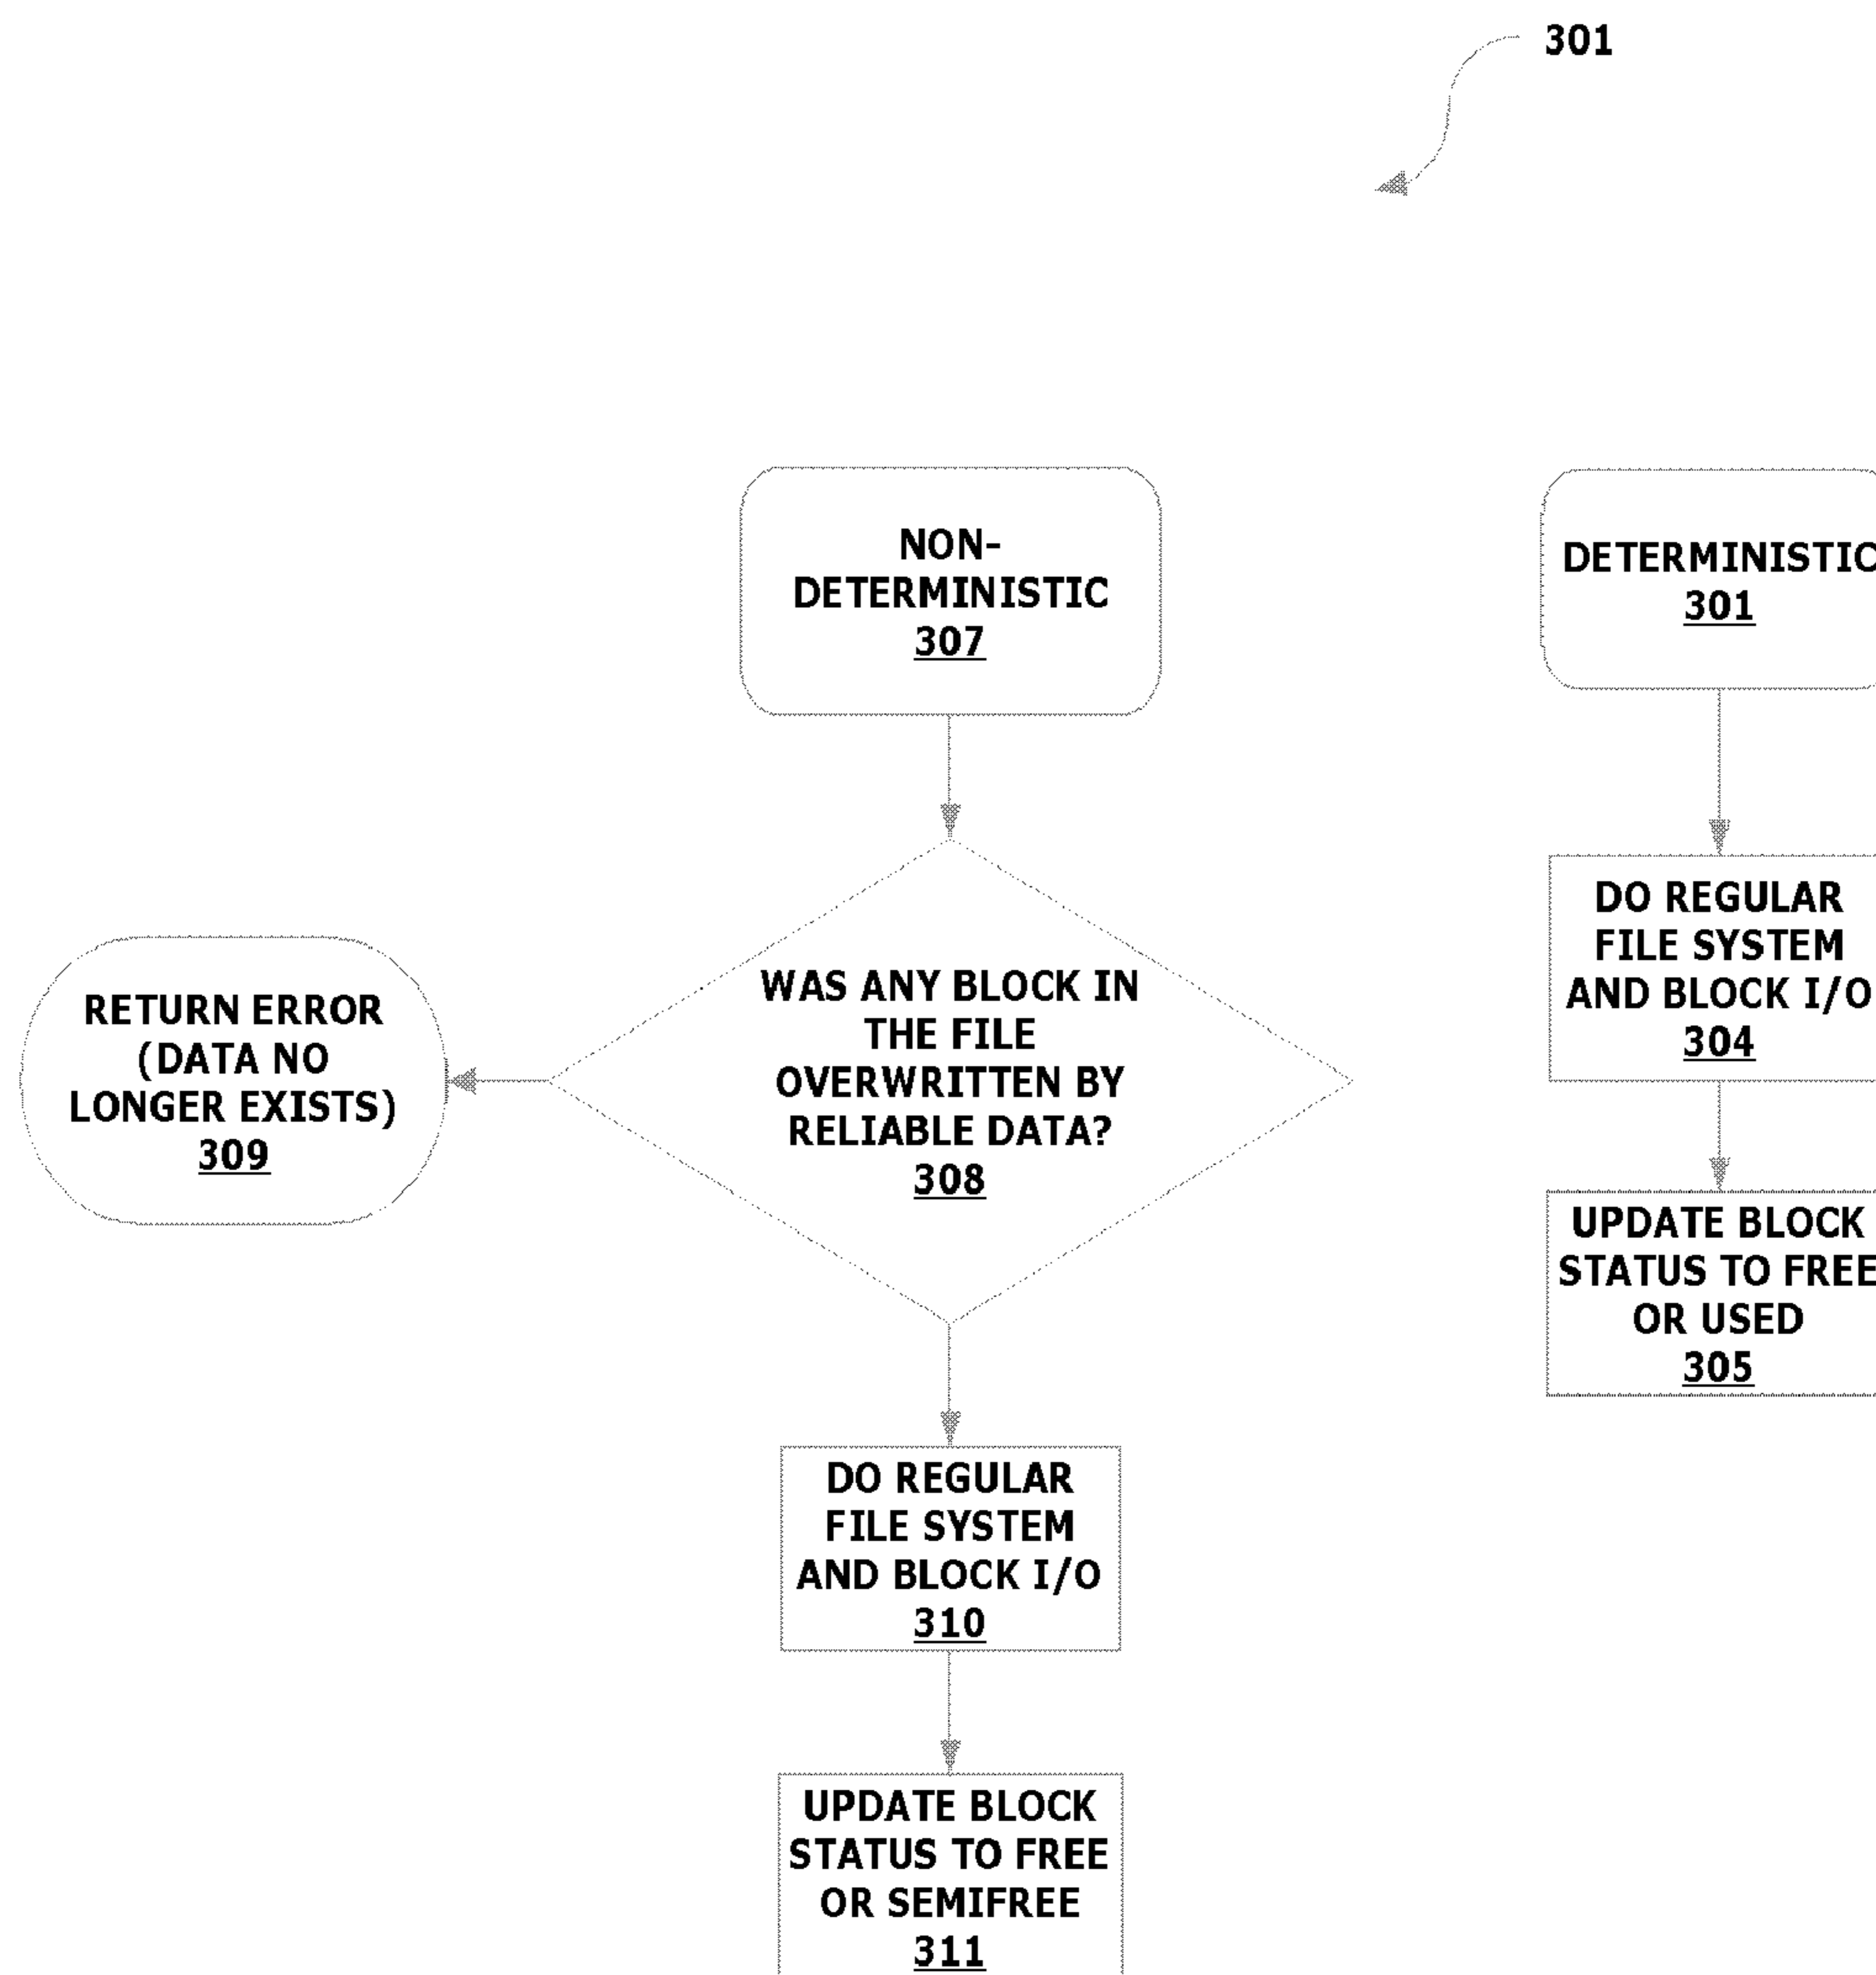 301
NON-
DETERMINISTIC
307
DETERMINISTIC
301
WAS ANY BLOCK IN
THE FILE
OVERWRITTEN BY
RELIABLE DATA?
308
RETURN ERROR
(DATA NO
LONGER EXISTS)
309
DO REGULAR
FILE SYSTEM
AND BLOCK I/O
304
UPDATE BLOCK
STATUS TO FREE
OR USED
305
DO REGULAR
FILE SYSTEM
AND BLOCK I/O
310
UPDATE BLOCK
STATUS TO FREE
OR SEMIFREE
311